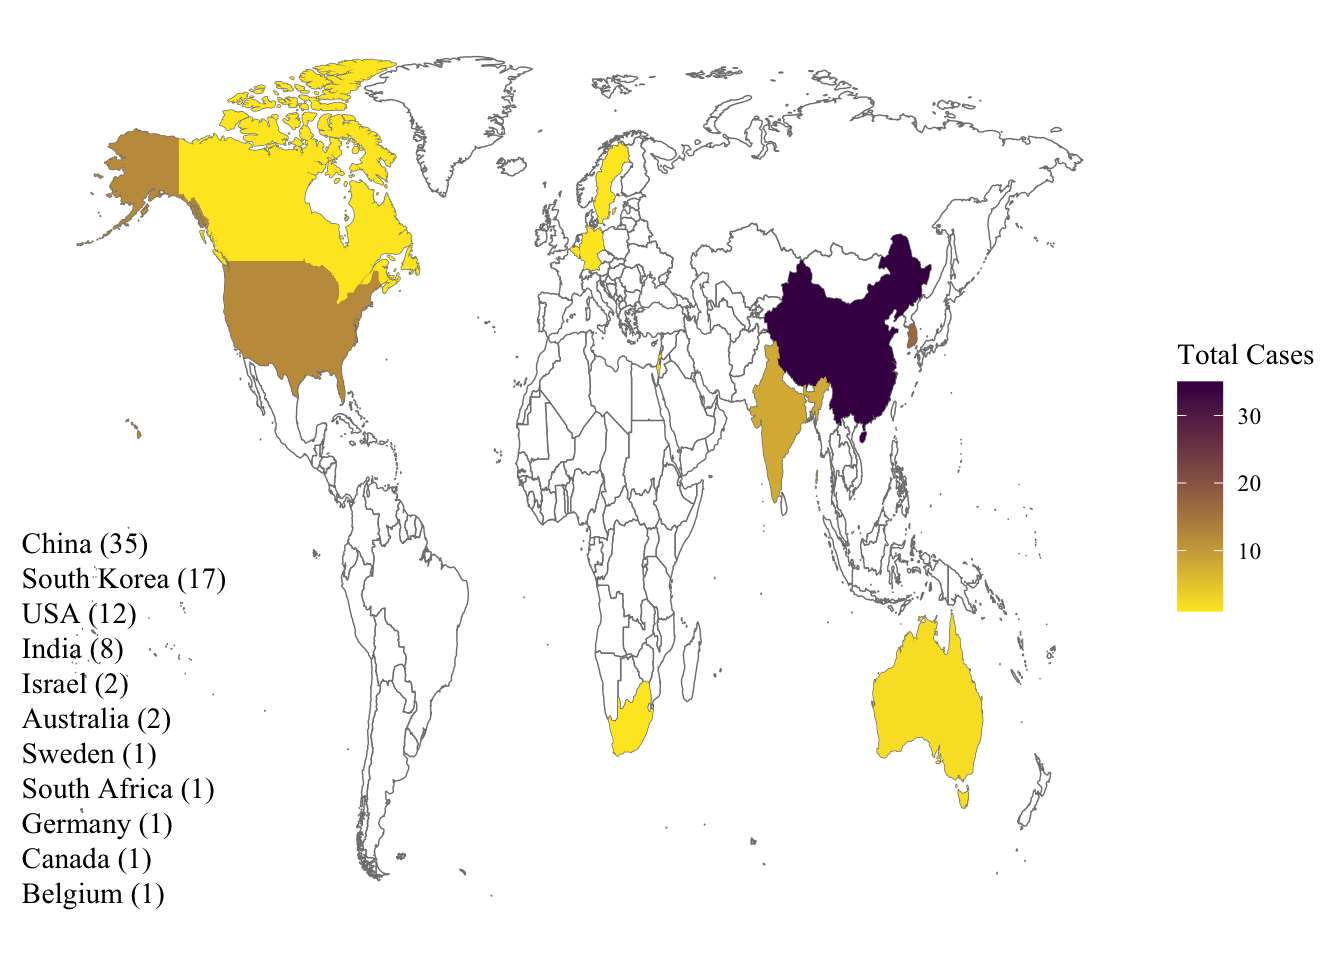 Total Cases
30
20
10
China (35)
South Korea (17)
USA (12)
India (8)
Israel (2)
Australia (2)
Sweden (1)
South Africa (1)
Germany (1)
Canada (1)
Belgium (1)